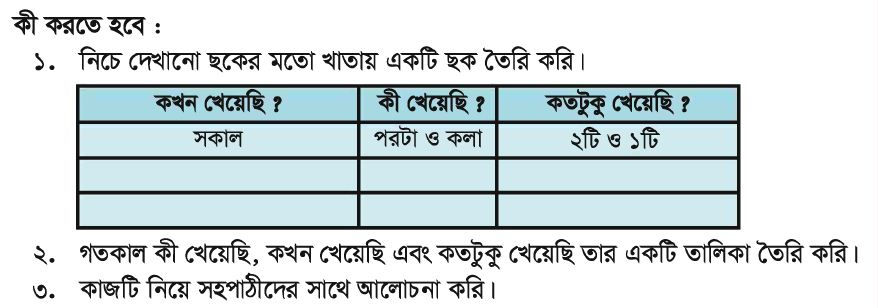 কী করতে হবে :
১. নিচে দেখানো ছকের মতো খাতায় একটি ছক তৈরি করি।
কখন খেয়েছি ? কী খেয়েছি ? কতটুকু খেয়েছি ?
সকাল পরটা ও কলা ২টি ও ১টি
২. গতকাল কী খেয়েছি, কখন খেয়েছি এবং কতটুকু খেয়েছি তার একটি তালিকা তৈরি করি।
৩. কাজটি নিয়ে সহপাঠীদের সাথে আলোচনা করি।